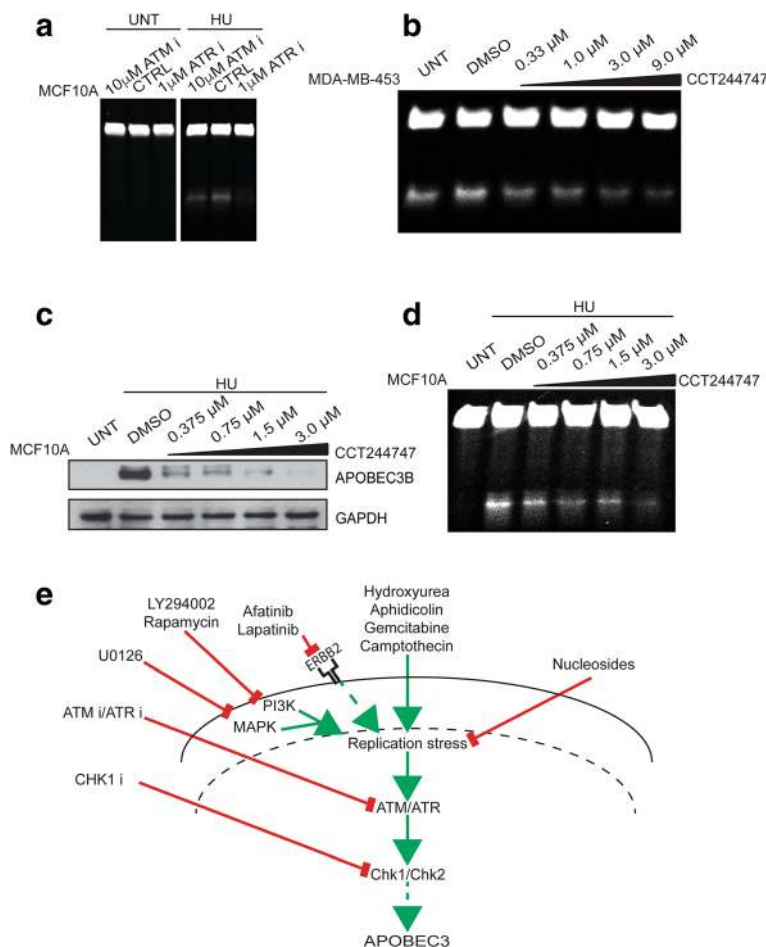 a
UNT HU
10µM ATM i
CTRL
1µM ATR i
10µM ATM i
CTRL
1µM ATR i
MCF10A
b
UNT
DMSO
0.33 µM
1.0 µM
3.0 µM
9.0 µM
MDA-MB-453 CCT244747
c
HU
UNT
DMSO
0.375 µM
0.75 µM
1.5 µM
3.0 µM
MCF10A CCT244747
APOBEC3B
GAPDH
d
HU
UNT
DMSO
0.375 µM
0.75 µM
1.5 µM
3.0 µM
MCF10A CCT244747
e
LY294002
Rapamycin
Afatinib
Lapatinib
Hydroxyurea
Aphidicolin
Gemcitabine
Camptothecin
U0126
ERBB2
Nucleosides
PI3K
ATM i/ATR i
MAPK
Replication stress
CHK1 i
ATM/ATR
Chk1/Chk2
APOBEC3